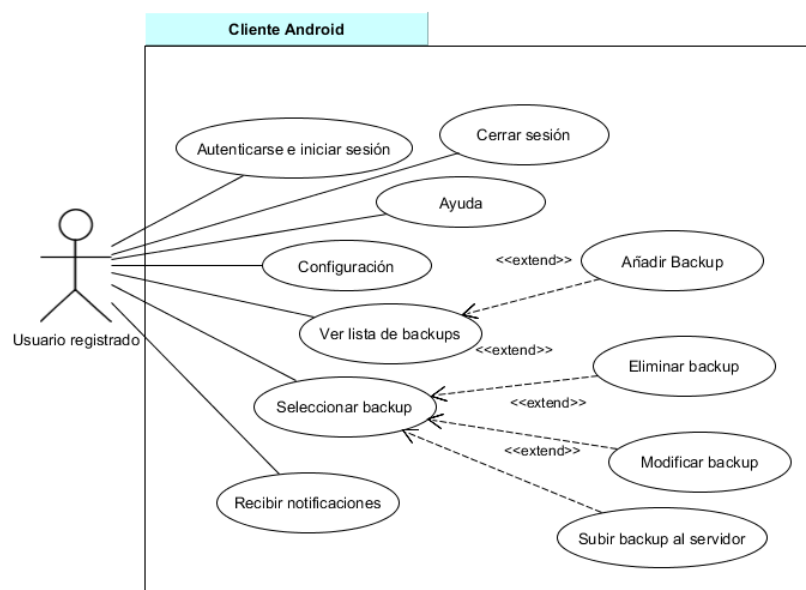 Cliente Android
Cerrar sesión
Autenticarse e iniciar sesión
Ayuda
<<extend>>
Añadir Backup
Configuración
Usuario registrado
Ver lista de backups
<<extend>>
Eliminar backup
Seleccionar backup
<<extend>>
<<extend>>
Modificar backup
Recibir notificaciones
Subir backup al servidor